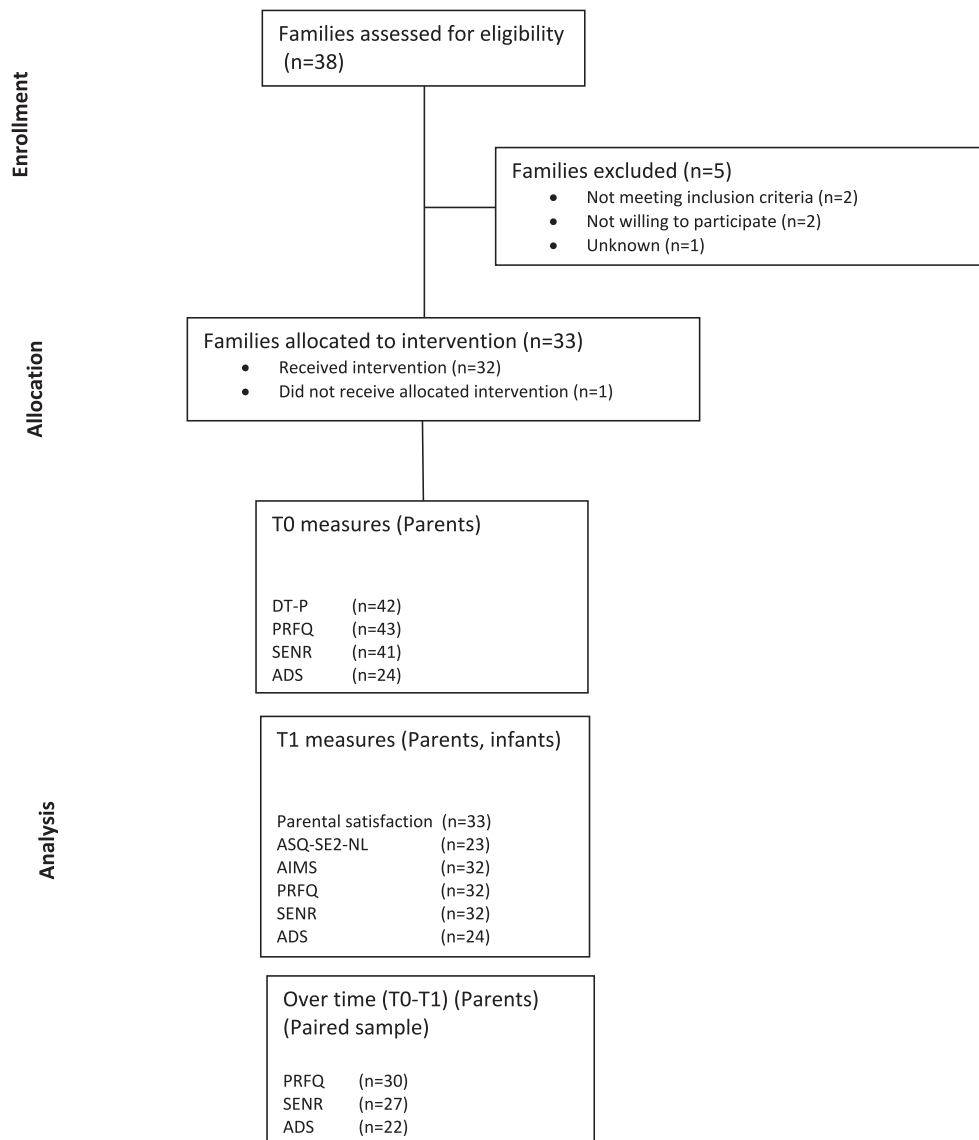 Families assessed for eligibility
(n=38)
Enrollment
Families excluded (n=5)
• Not meeting inclusion criteria (n=2)
• Not willing to participate (n=2)
• Unknown (n=1)
Families allocated to intervention (n=33)
• Received intervention (n=32)
• Did not receive allocated intervention (n=1)
Allocation
T0 measures (Parents)
DT-P (n=42)
PRFQ (n=43)
SENR (n=41)
ADS (n=24)
T1 measures (Parents, infants)
Parental satisfaction (n=33)
ASQ-SE2-NL (n=23)
AIMS (n=32)
PRFQ (n=32)
SENR (n=32)
ADS (n=24)
Analysis
Over time (T0-T1) (Parents)
(Paired sample)
PRFQ (n=30)
SENR (n=27)
ADS (n=22)